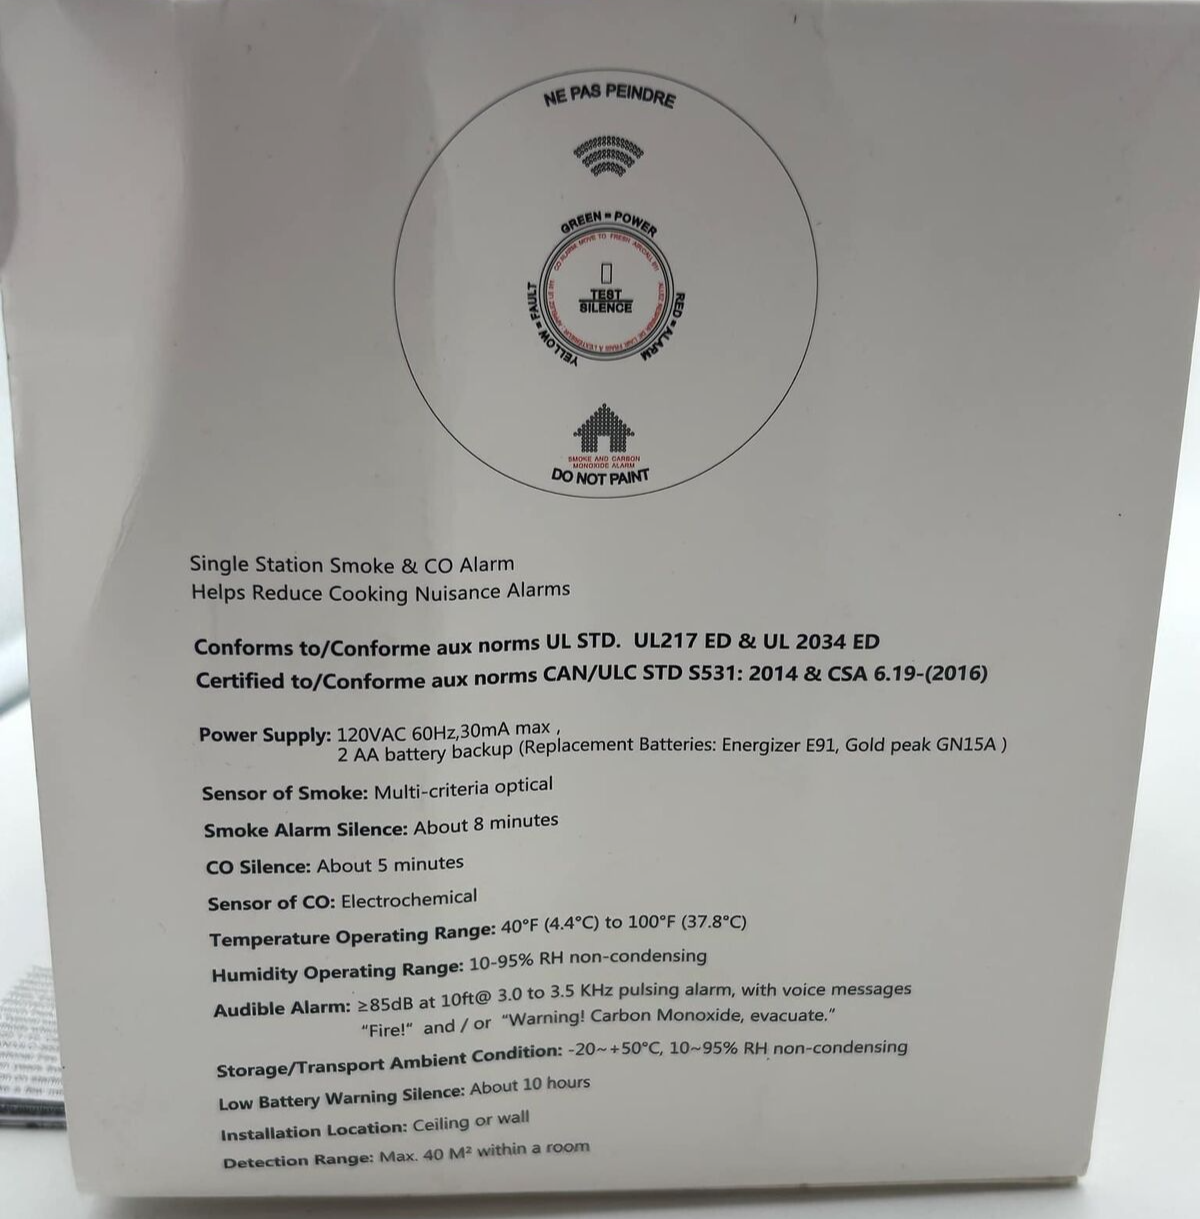 NE PAS PEINDRE
GREEN = POWER
CO ALARM MOVE TO FRESH AIR
YELLOW = FAULT
RED = ALARM
TEST
SILENCE
SMOKE AND CARBON
MONOXIDE ALARM
DO NOT PAINT
Single Station Smoke & CO Alarm
Helps Reduce Cooking Nuisance Alarms
Conforms to/Conforme aux norms UL STD. UL217 ED & UL 2034 ED
Certified to/Conforme aux norms CAN/ULC STD S531: 2014 & CSA 6.19-(2016)
Power Supply: 120VAC 60Hz,30mA max ,
2 AA battery backup (Replacement Batteries: Energizer E91, Gold peak GN15A )
Sensor of Smoke: Multi-criteria optical
Smoke Alarm Silence: About 8 minutes
CO Silence: About 5 minutes
Sensor of CO: Electrochemical
Temperature Operating Range: 40°F (4.4°C) to 100°F (37.8°C)
Humidity Operating Range: 10-95% RH non-condensing
Audible Alarm: ≥85dB at 10ft@ 3.0 to 3.5 KHz pulsing alarm, with voice messages
“Fire!” and / or “Warning! Carbon Monoxide, evacuate.”
Storage/Transport Ambient Condition: -20~+50°C, 10~95% RH non-condensing
Low Battery Warning Silence: About 10 hours
Installation Location: Ceiling or wall
Detection Range: Max. 40 M² within a room